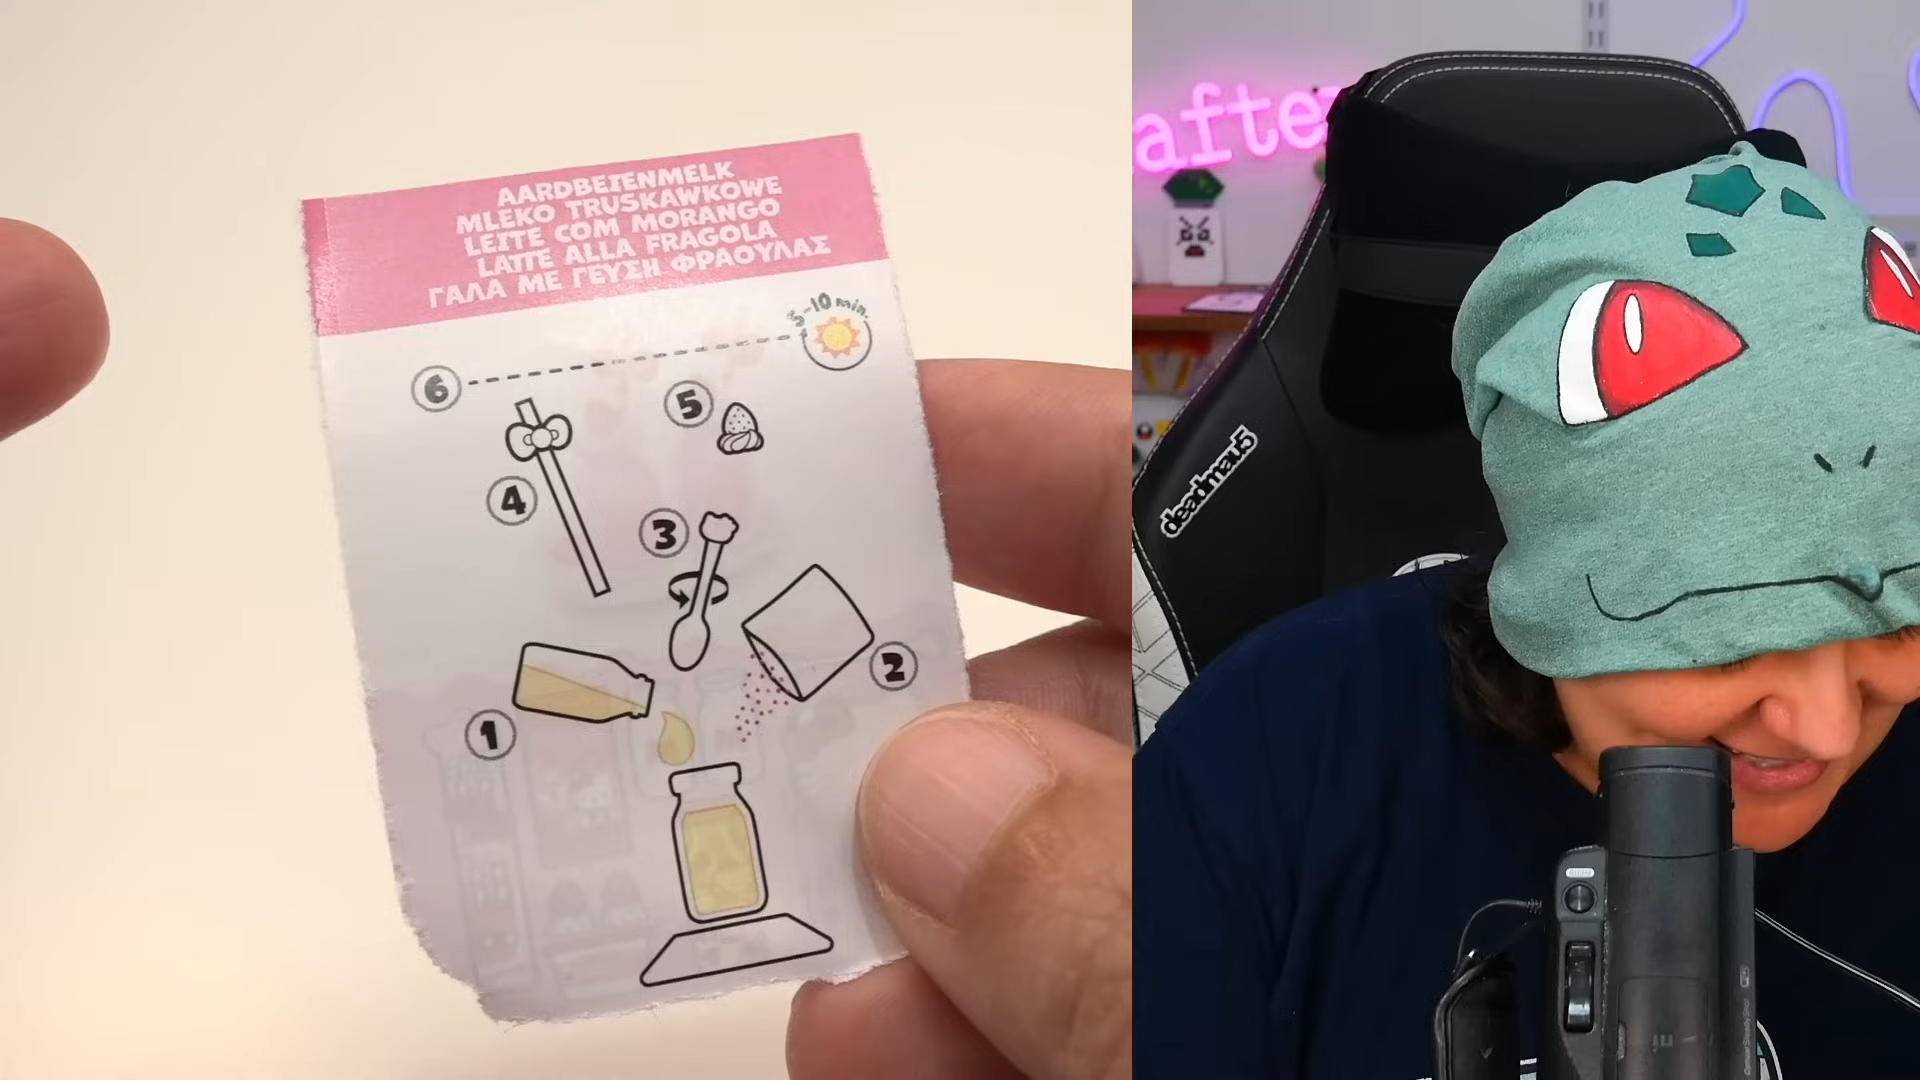 AARDBEIENMELK
MLEKO TRUSKAWKOWE
LEITE COM MORANGO
LATTE ALLA FRAGOLA
ΓΑΛΑ ΜΕ ΓΕΥΣΗ ΦΡΑΟΥΛΑΣ
5-10 min.
6
5
4
3
2
1
afte
deadmau5